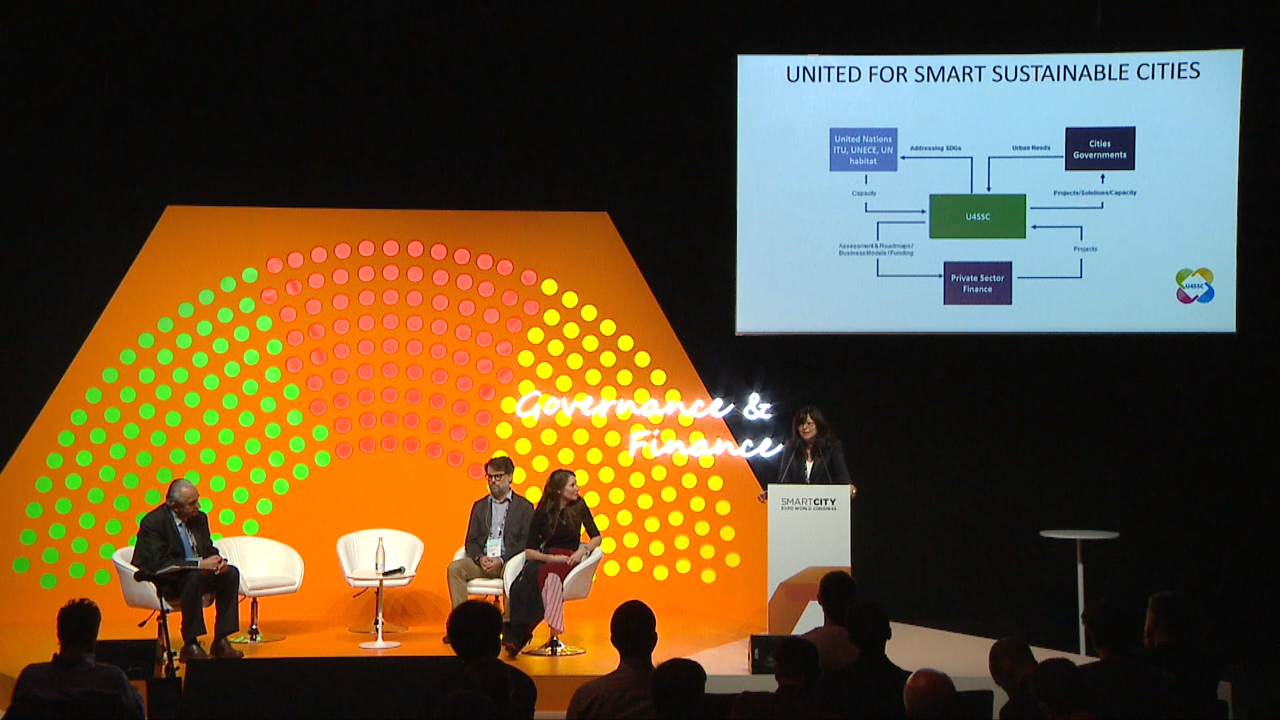 UNITED FOR SMART SUSTAINABLE CITIES
United Nations
ITU, UNECE, UN
habitat
Addressing SDGs
Urban Needs
Cities
Governments
Capacity
Projects/Solutions/Capacity
U4SSC
Assessment & Roadmaps/
Business Models / Funding
Projects
Private Sector
Finance
U4SSC
Governance &
Finance
SMARTCITY
EXPO WORLD CONGRESS